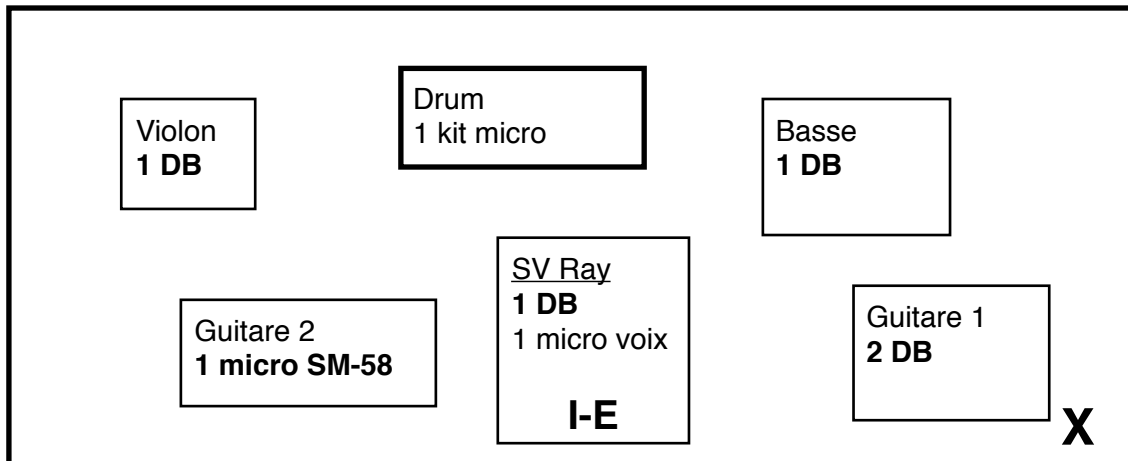 Drum
1 kit micro
Violon
1 DB
Basse
1 DB
SV Ray
1 DB
1 micro voix
I-E
Guitare 2
1 micro SM-58
Guitare 1
2 DB
X